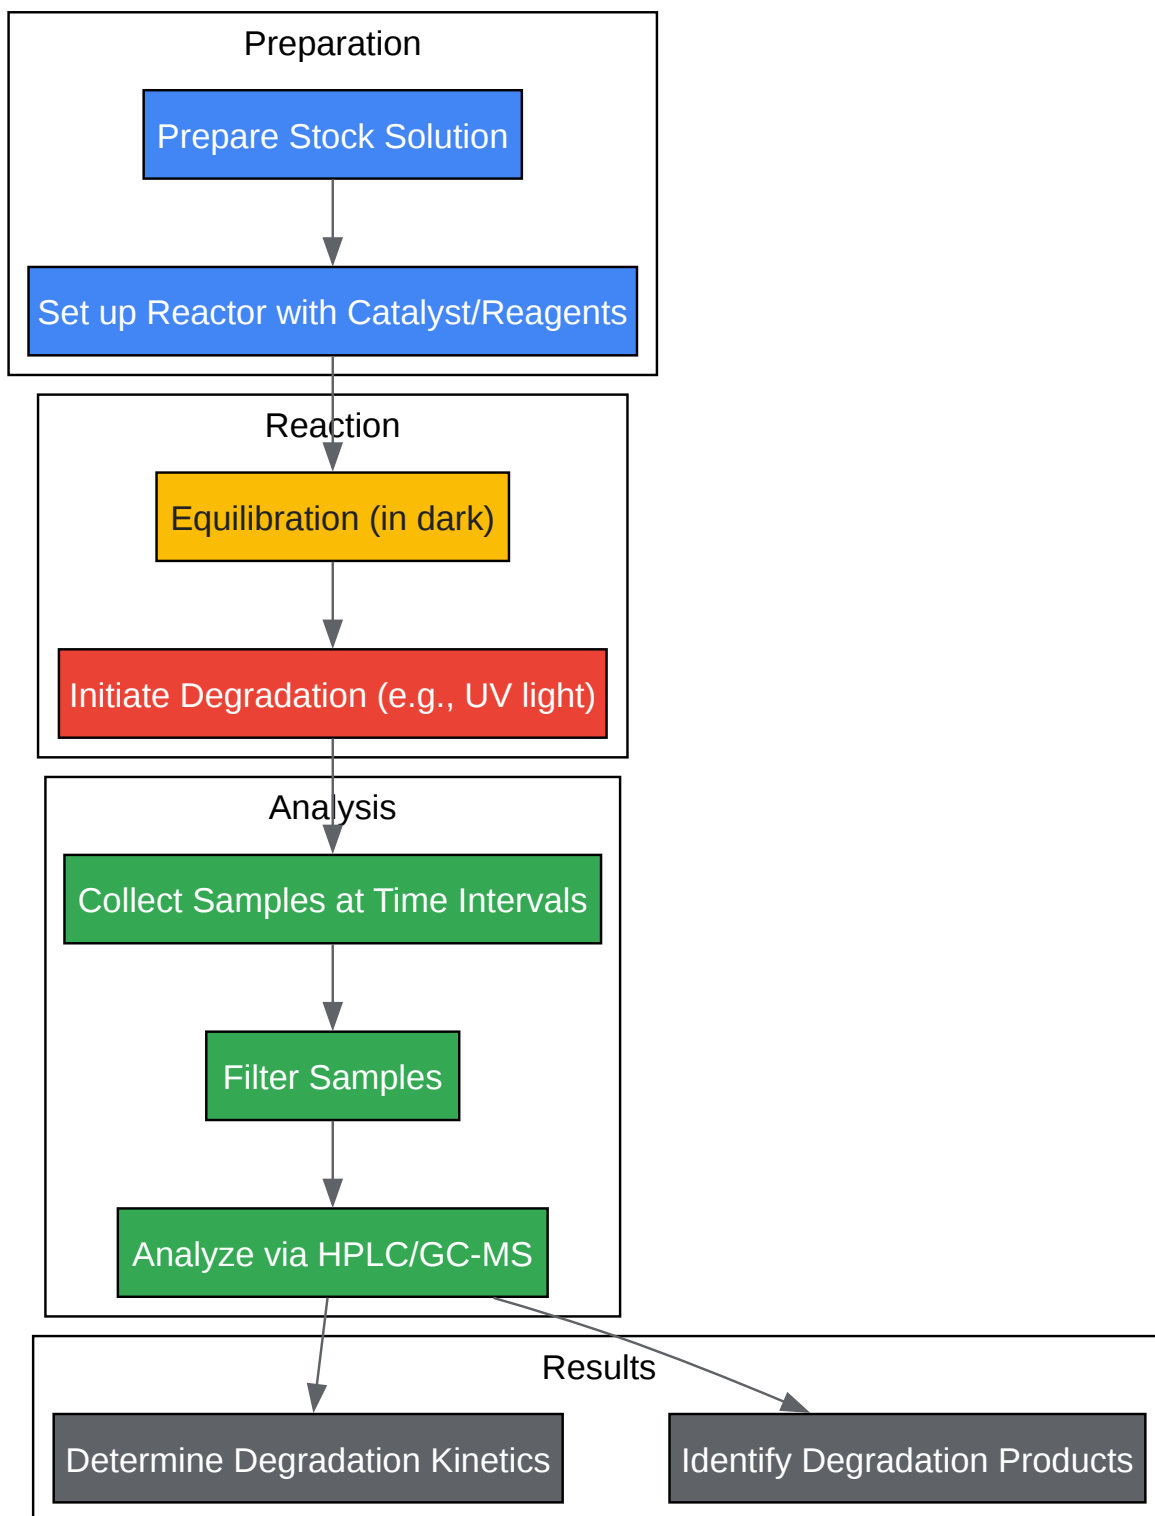 Preparation
Prepare Stock Solution
Set up Reactor with Catalyst/Reagents
Reaction
Equilibration (in dark)
Initiate Degradation (e.g., UV light)
Analysis
Collect Samples at Time Intervals
Filter Samples
Analyze via HPLC/GC-MS
Results
Determine Degradation Kinetics
Identify Degradation Products